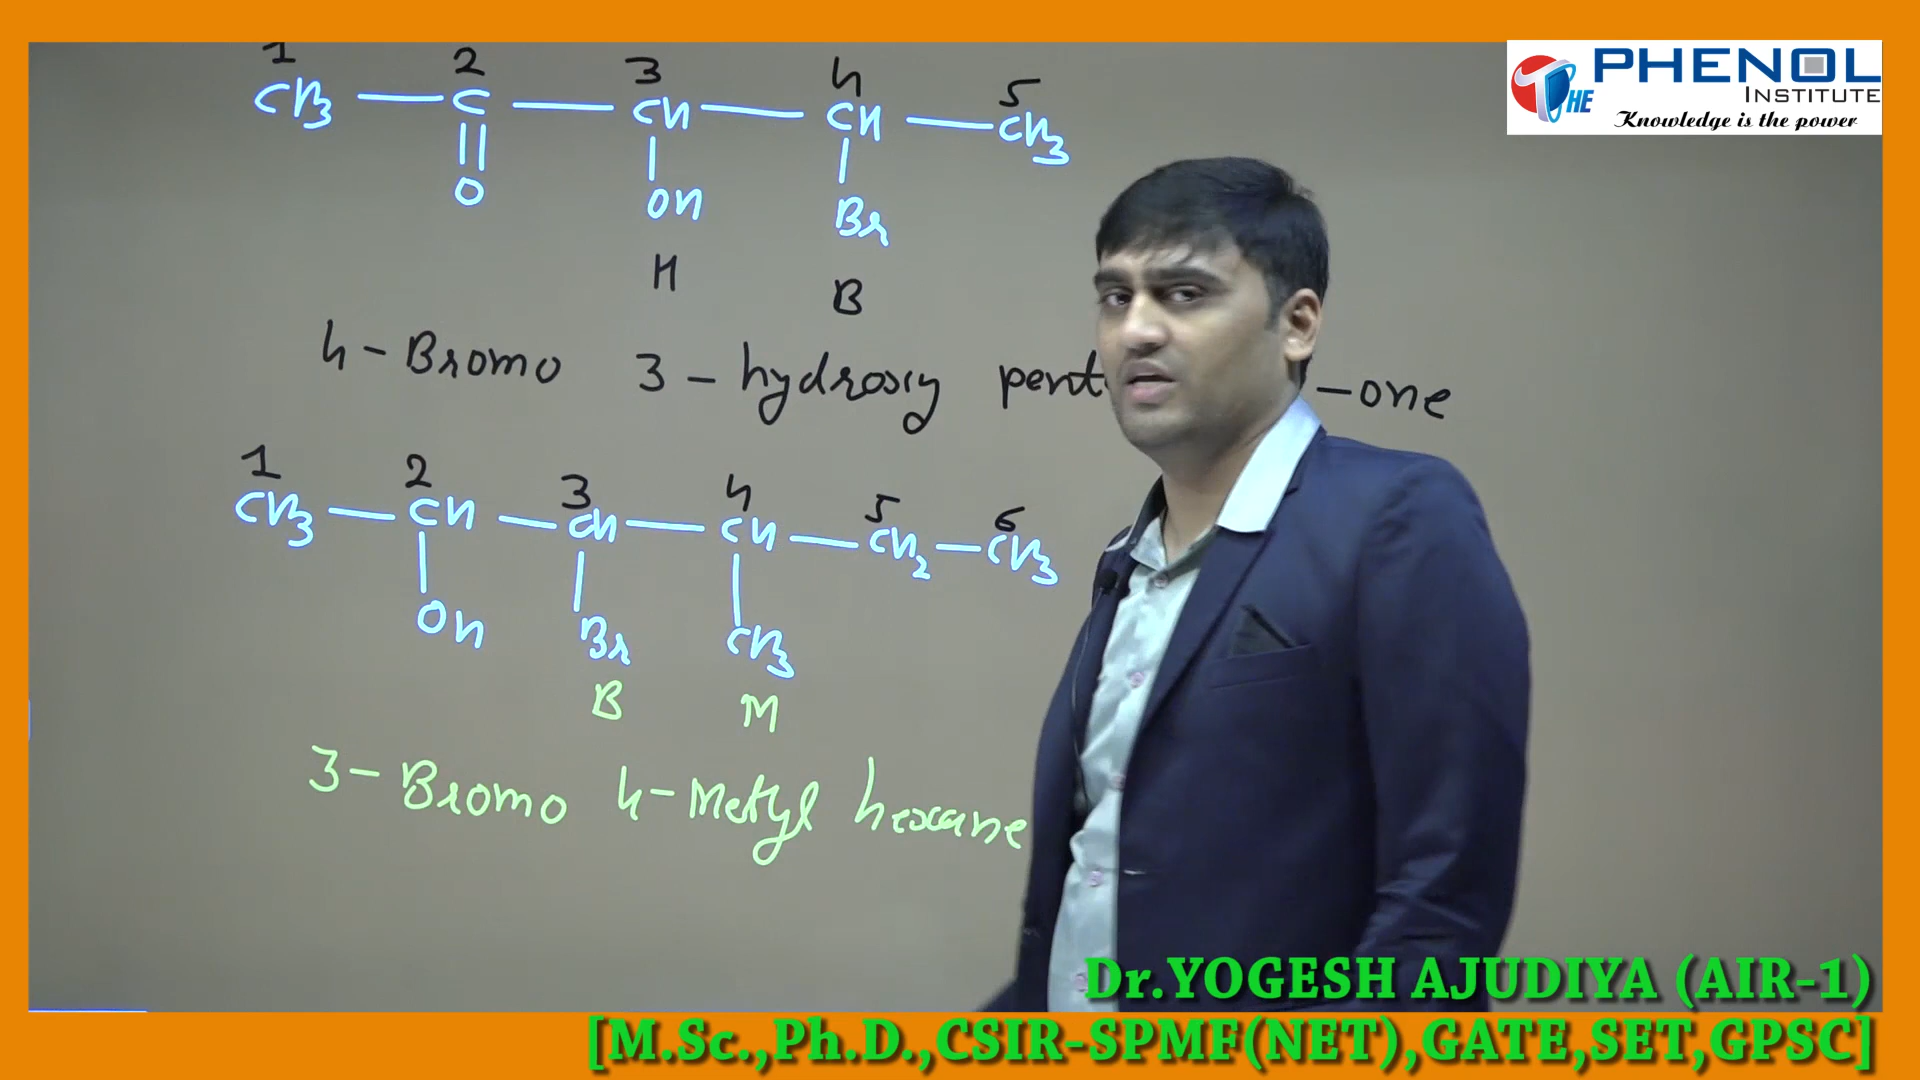 THE PHENOL
INSTITUTE
Knowledge is the power
1 2 3 4 5
CH3 — C — CH — CH — CH3
O OH Br
H B
4-Bromo 3-hydroxy pent -one
1 2 3 4 5 6
CH3 — CH — CH — CH — CH2 — CH3
OH Br CH3
B M
3-Bromo 4-Methyl hexane
Dr.YOGESH AJUDIYA (AIR-1)
[M.Sc.,Ph.D.,CSIR-SPMF(NET),GATE,SET,GPSC]